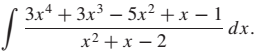 ∫ (3x⁴ + 3x³ – 5x² + x – 1)/(x² + x – 2) dx.